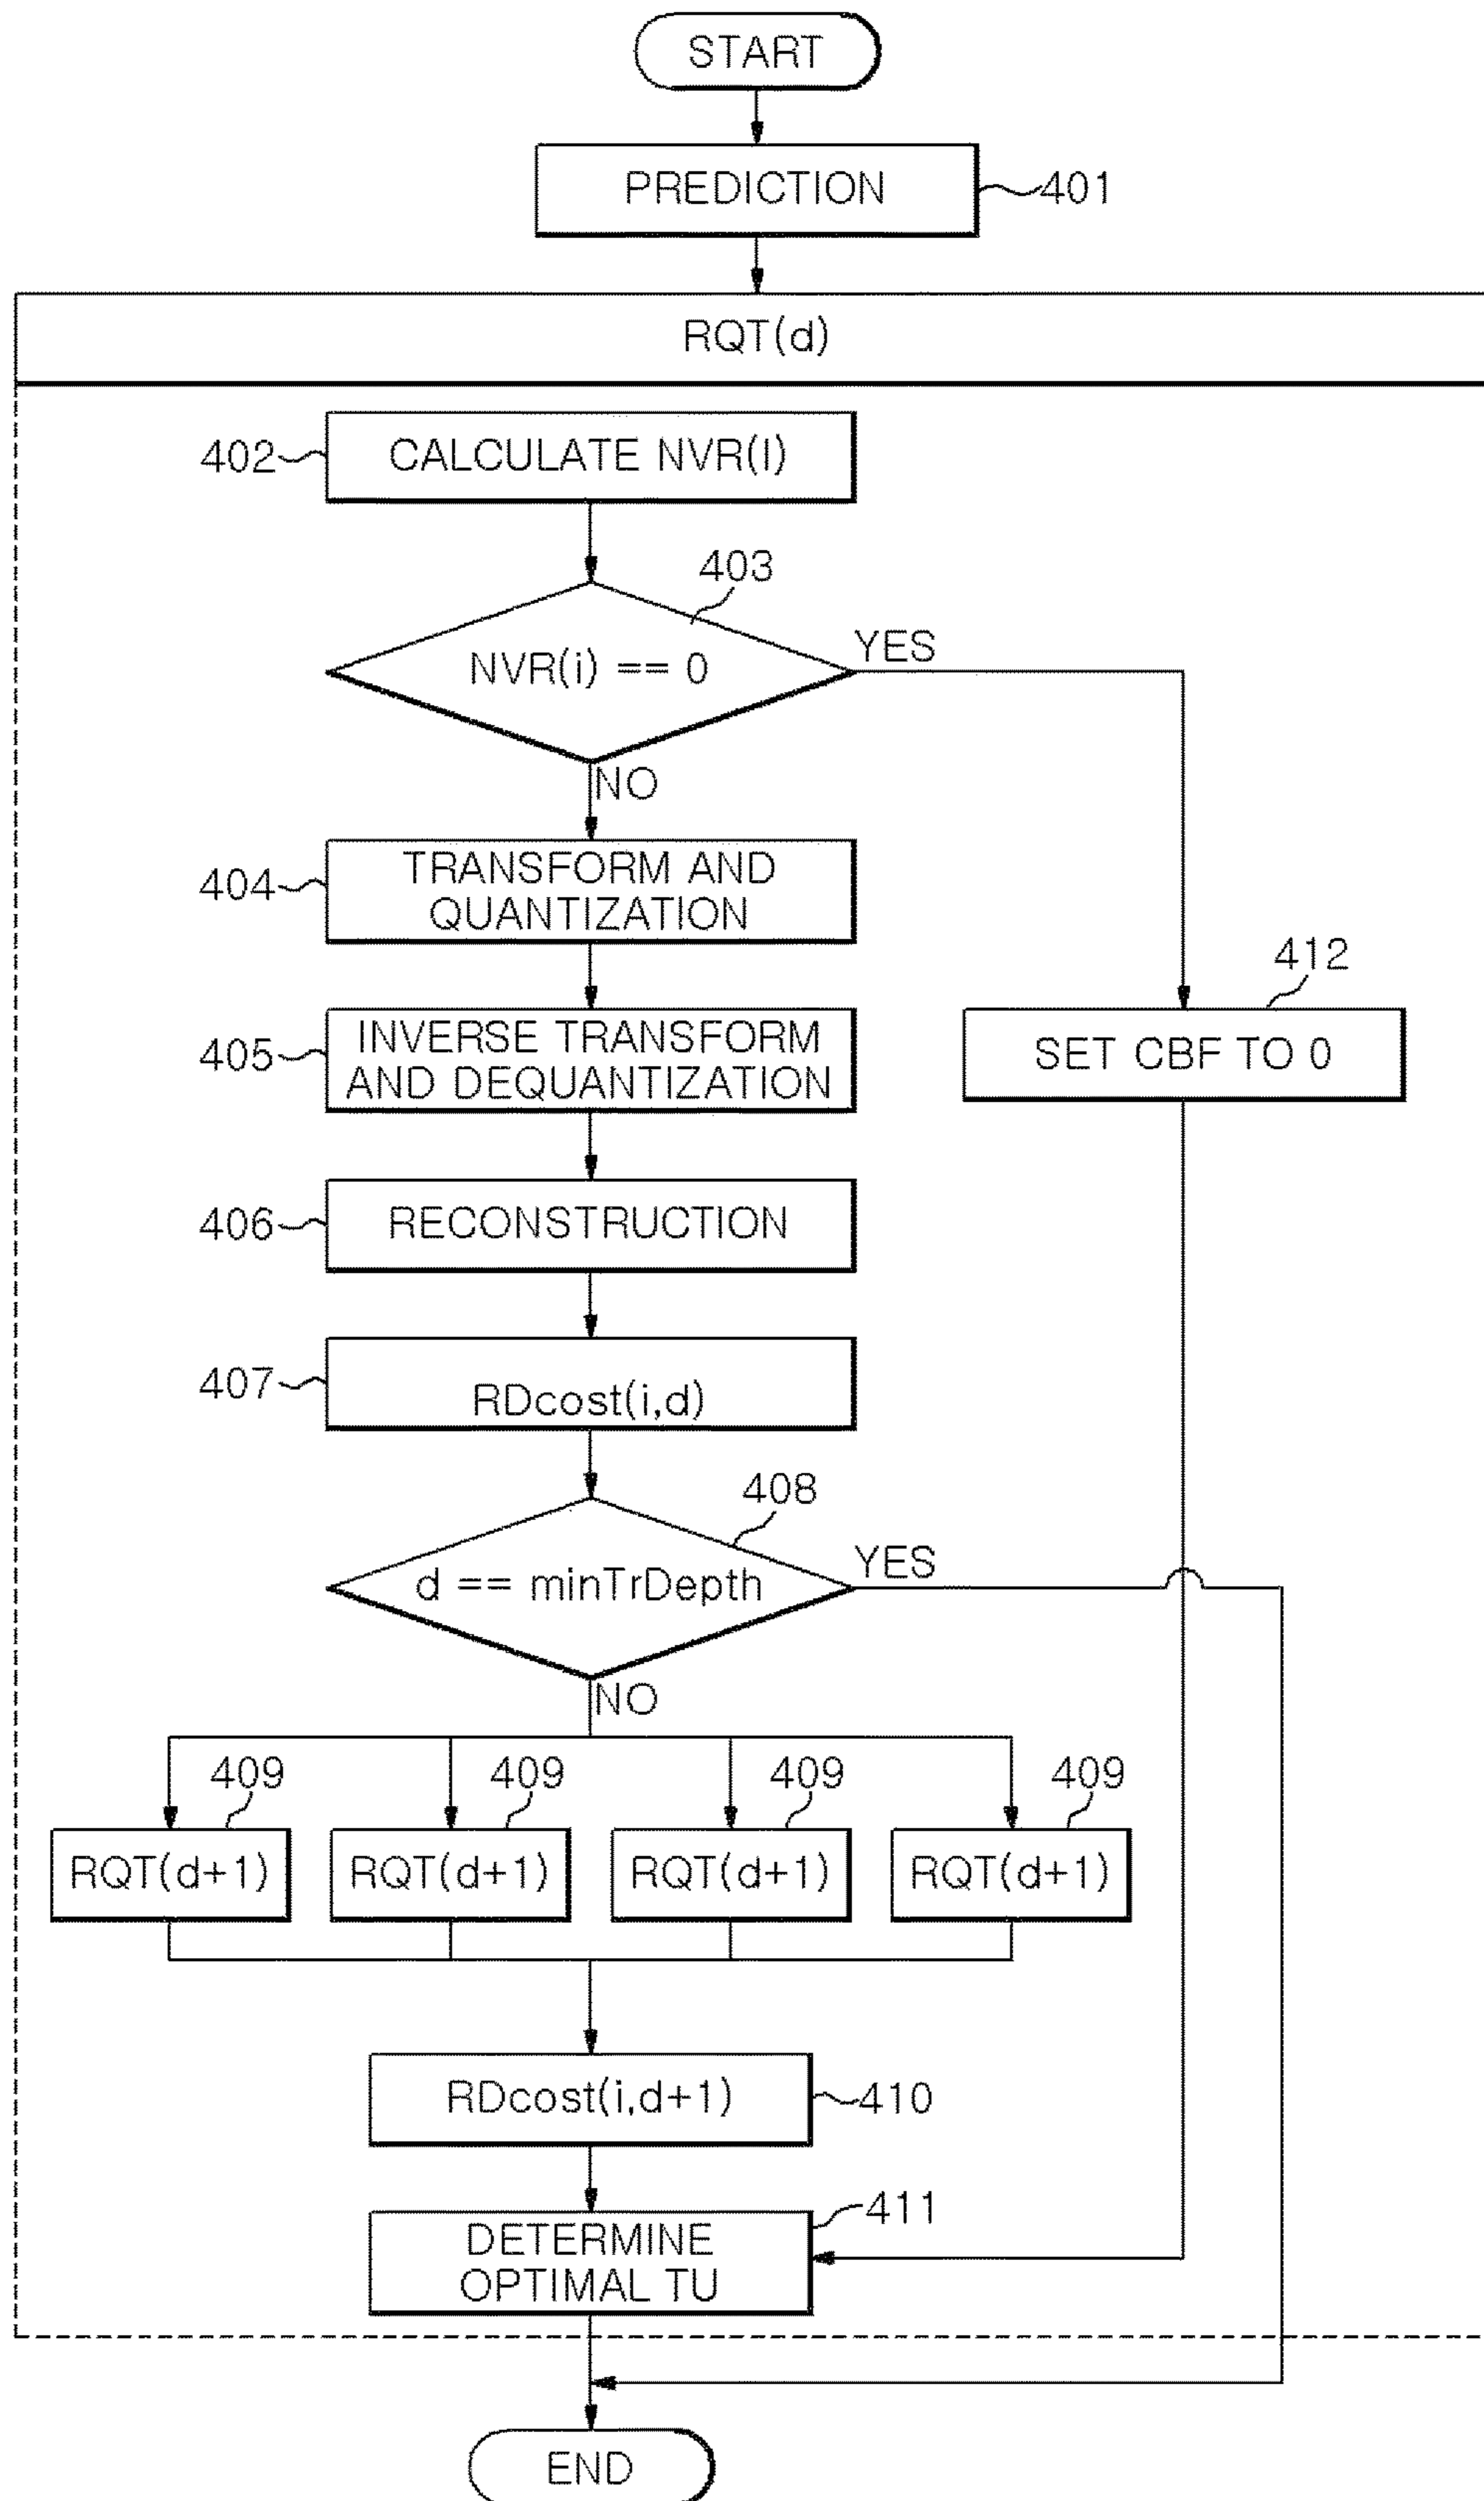 START
PREDICTION
401
RQT(d)
402
CALCULATE NVR(I)
403
NVR(i) == 0
YES
NO
404
TRANSFORM AND
QUANTIZATION
412
405
INVERSE TRANSFORM
AND DEQUANTIZATION
SET CBF TO 0
406
RECONSTRUCTION
407
RDcost(i,d)
408
d == minTrDepth
YES
NO
409
409
409
409
RQT(d+1)
RQT(d+1)
RQT(d+1)
RQT(d+1)
RDcost(i,d+1)
410
411
DETERMINE
OPTIMAL TU
END